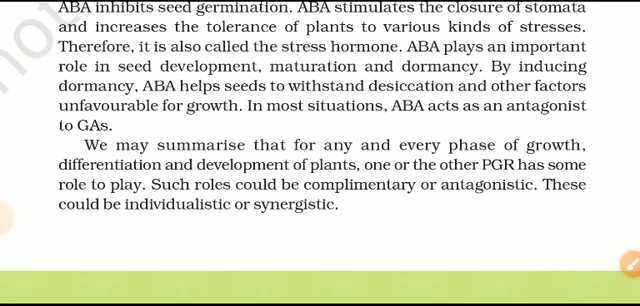 ABA inhibits seed germination. ABA stimulates the closure of stomata
and increases the tolerance of plants to various kinds of stresses.
Therefore, it is also called the stress hormone. ABA plays an important
role in seed development, maturation and dormancy. By inducing
dormancy, ABA helps seeds to withstand desiccation and other factors
unfavourable for growth. In most situations, ABA acts as an antagonist
to GAs.
We may summarise that for any and every phase of growth,
differentiation and development of plants, one or the other PGR has some
role to play. Such roles could be complimentary or antagonistic. These
could be individualistic or synergistic.
not